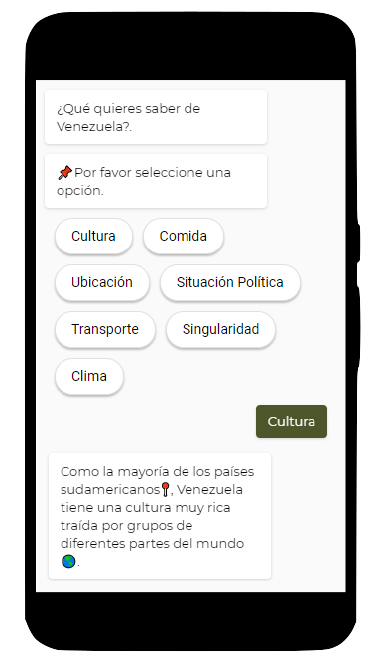 ¿Qué quieres saber de
Venezuela?.
📌Por favor seleccione una
opción.
Cultura
Comida
Ubicación
Situación Política
Transporte
Singularidad
Clima
Cultura
Como la mayoría de los países
sudamericanos📍, Venezuela
tiene una cultura muy rica
traída por grupos de
diferentes partes del mundo
🌎.